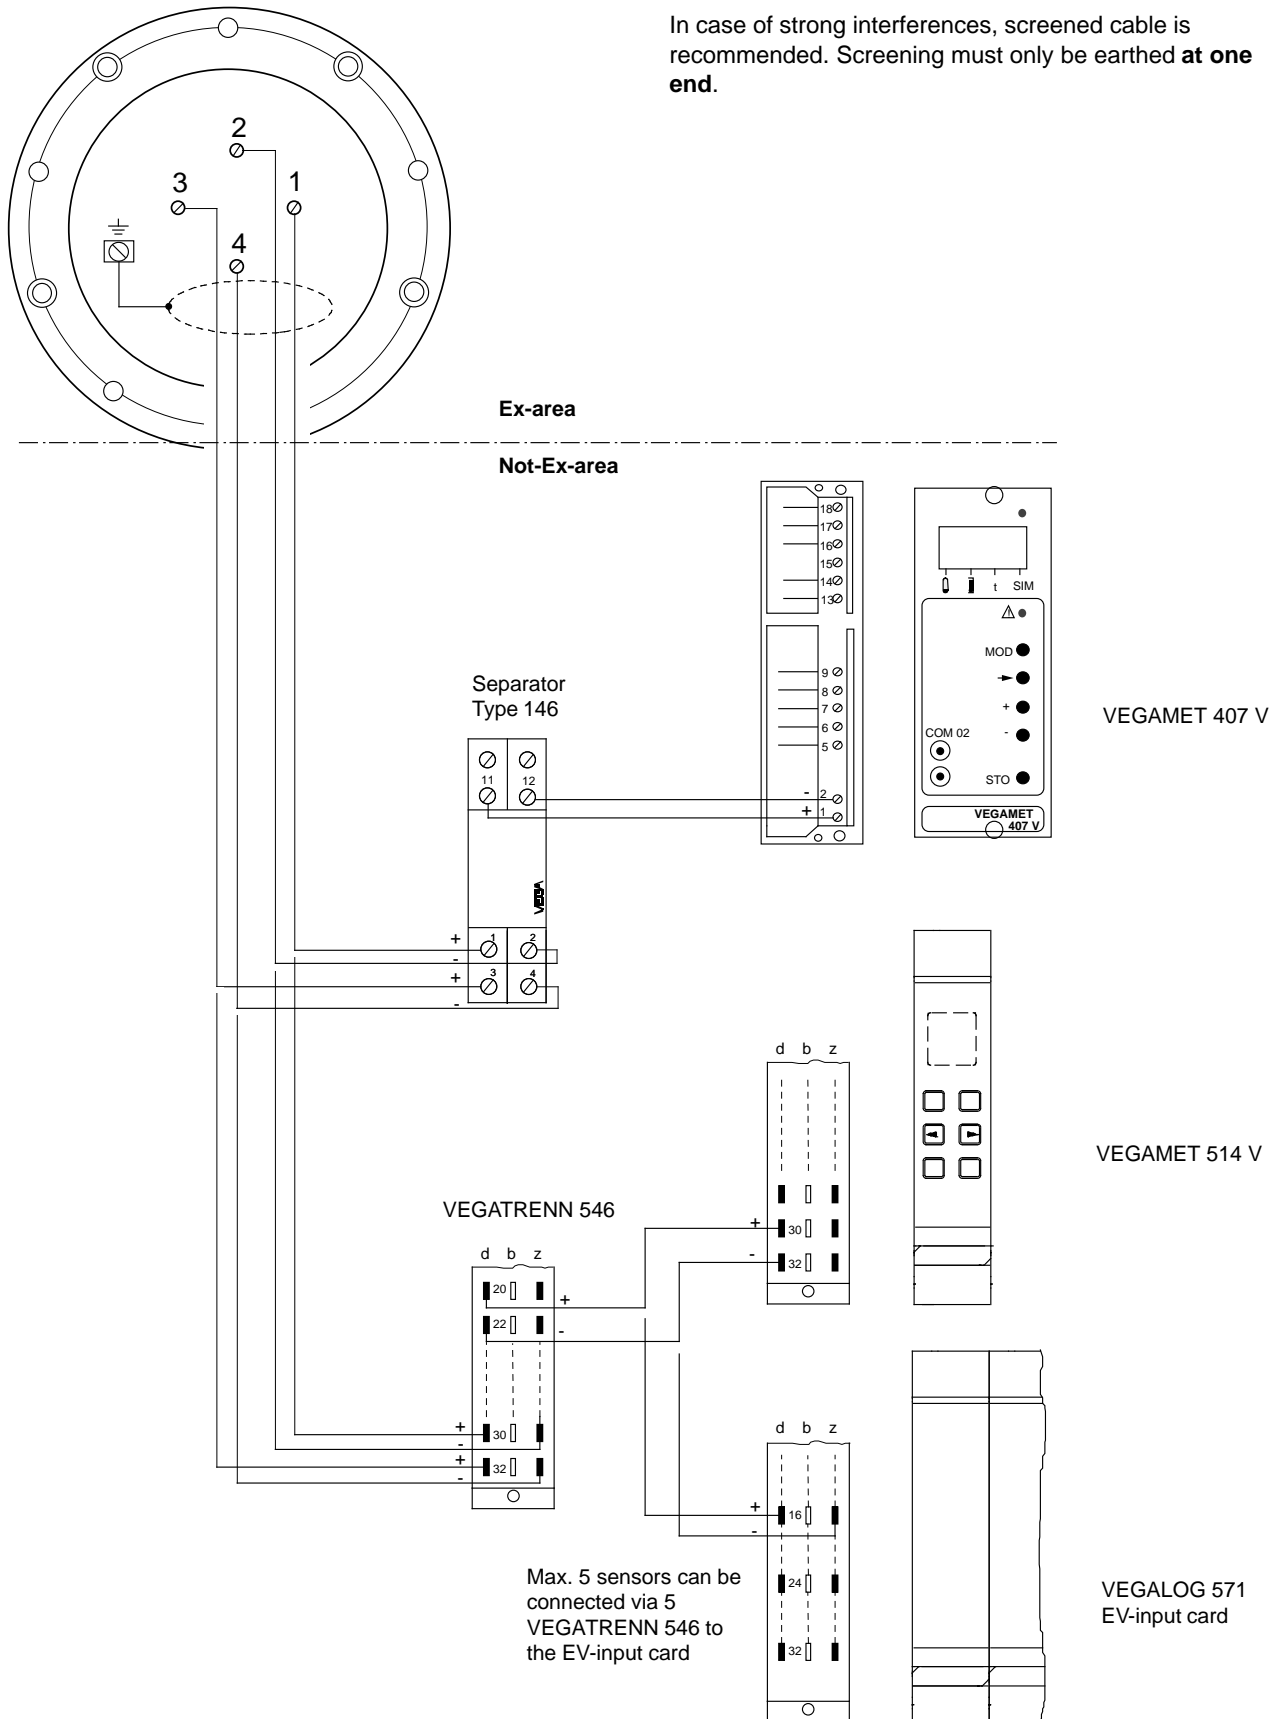 In case of strong interferences, screened cable is
recommended. Screening must only be earthed at one
end.
2
3
1
4
Ex-area
Not-Ex-area
18
17
16
15
14
13
9
8
7
6
5
- 2
+ 1
t SIM
MOD
+
-
COM 02
STO
VEGAMET
407 V
VEGAMET 407 V
Separator
Type 146
11 12
VEGA
+ 1 2
-
+ 3 4
-
d b z
+ 30
- 32
VEGAMET 514 V
VEGATRENN 546
d b z
20 +
22 -
+ 30
-
+ 32
-
d b z
+ 16
-
24
32
Max. 5 sensors can be
connected via 5
VEGATRENN 546 to
the EV-input card
VEGALOG 571
EV-input card